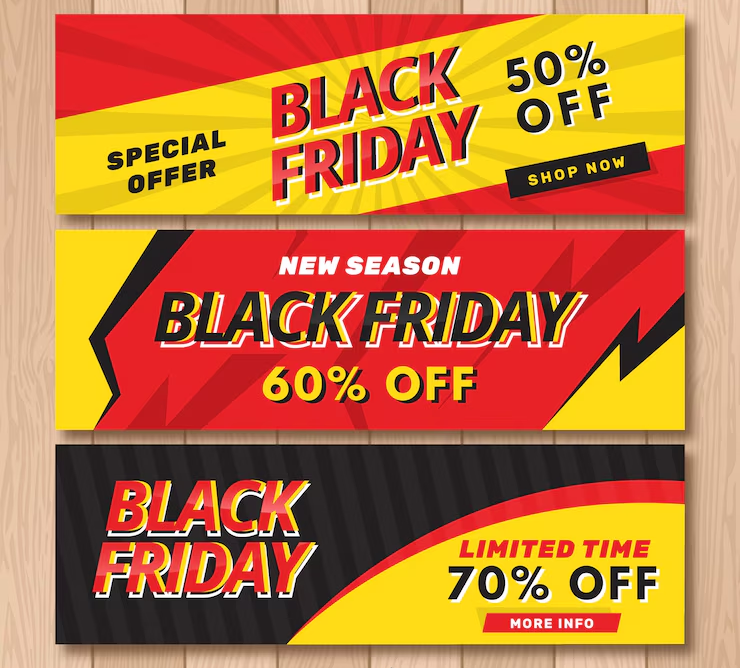 SPECIAL
OFFER
BLACK
FRIDAY
50%
OFF
SHOP NOW
NEW SEASON
BLACK FRIDAY
60% OFF
BLACK
FRIDAY
LIMITED TIME
70% OFF
MORE INFO